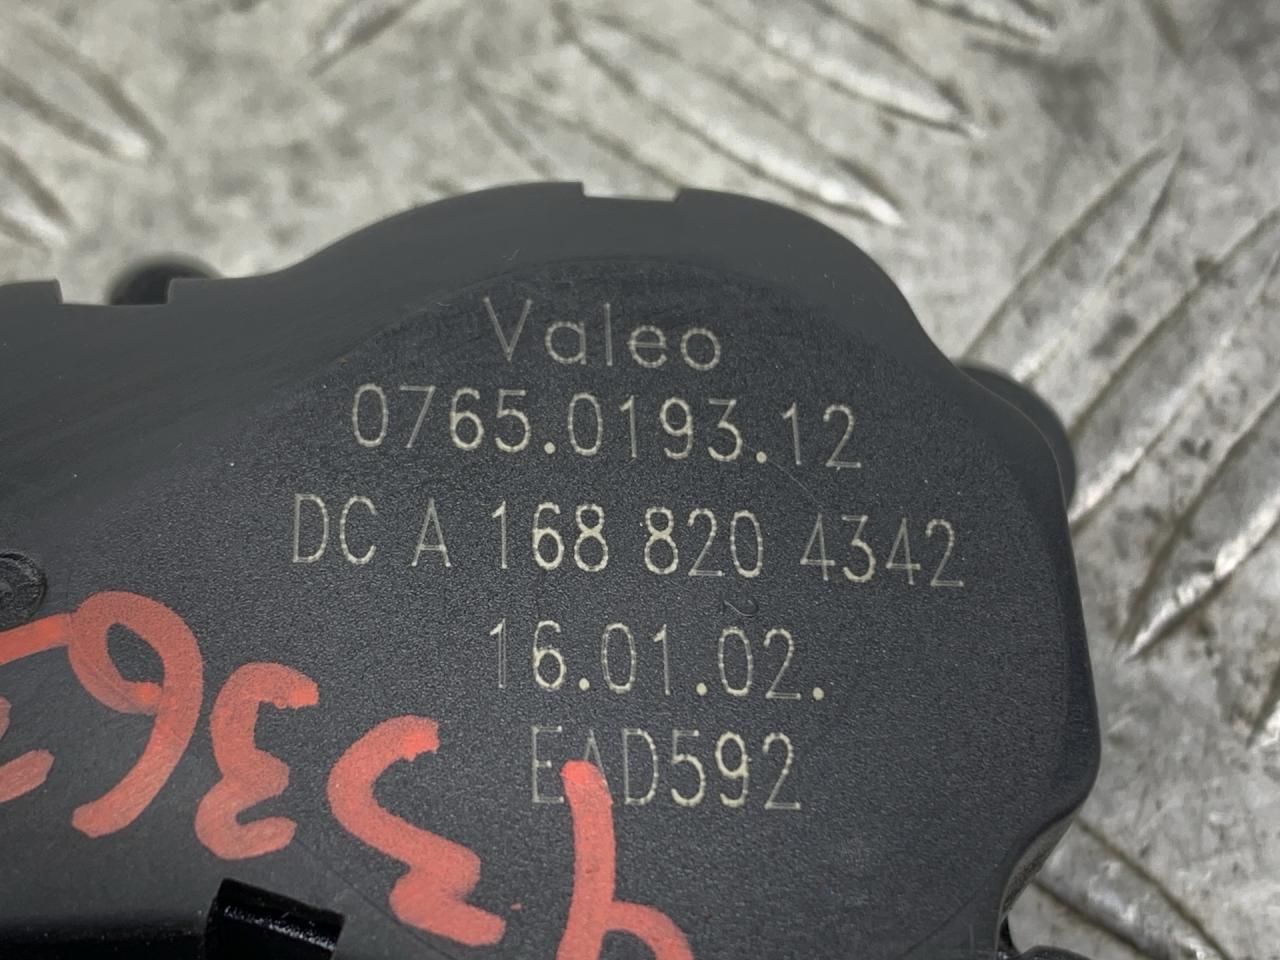 Valeo
0765.0193.12
DC A 168 820 4342
16.01.02.
EAD592